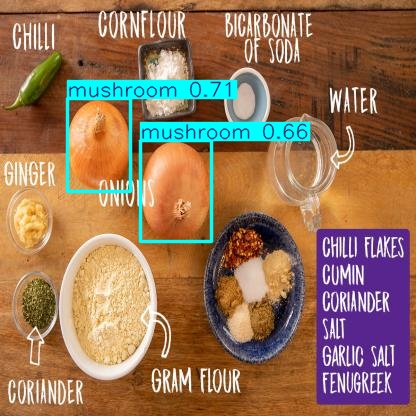 CHILLI
CORNFLOUR
BICARBONATE
OF SODA
mushroom 0.71
WATER
mushroom 0.66
GINGER
ONIONS
CHILLI FLAKES
CUMIN
CORIANDER
SALT
GARLIC SALT
FENUGREEK
CORIANDER
GRAM FLOUR